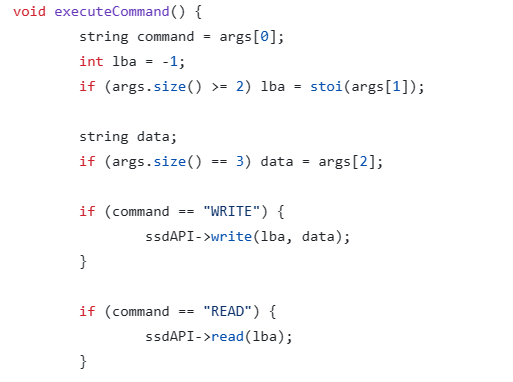 void executeCommand() {
        string command = args[0];
        int lba = -1;
        if (args.size() >= 2) lba = stoi(args[1]);

        string data;
        if (args.size() == 3) data = args[2];

        if (command == "WRITE") {
                ssdAPI->write(lba, data);
        }

        if (command == "READ") {
                ssdAPI->read(lba);
        }